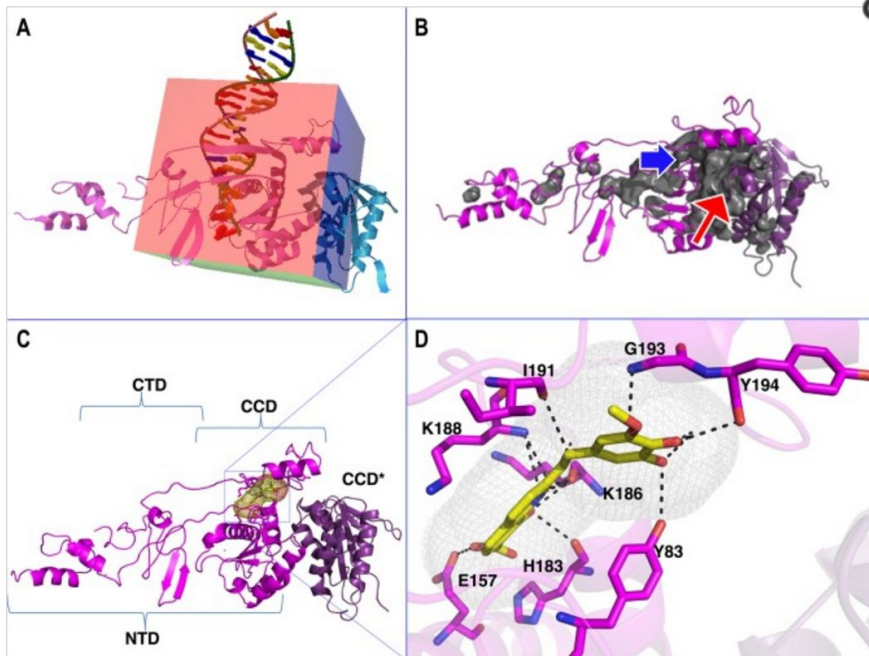 A
B
C
CTD
CCD
CCD*
NTD
D
G193
I191
Y194
K188
K186
E157
H183
Y83